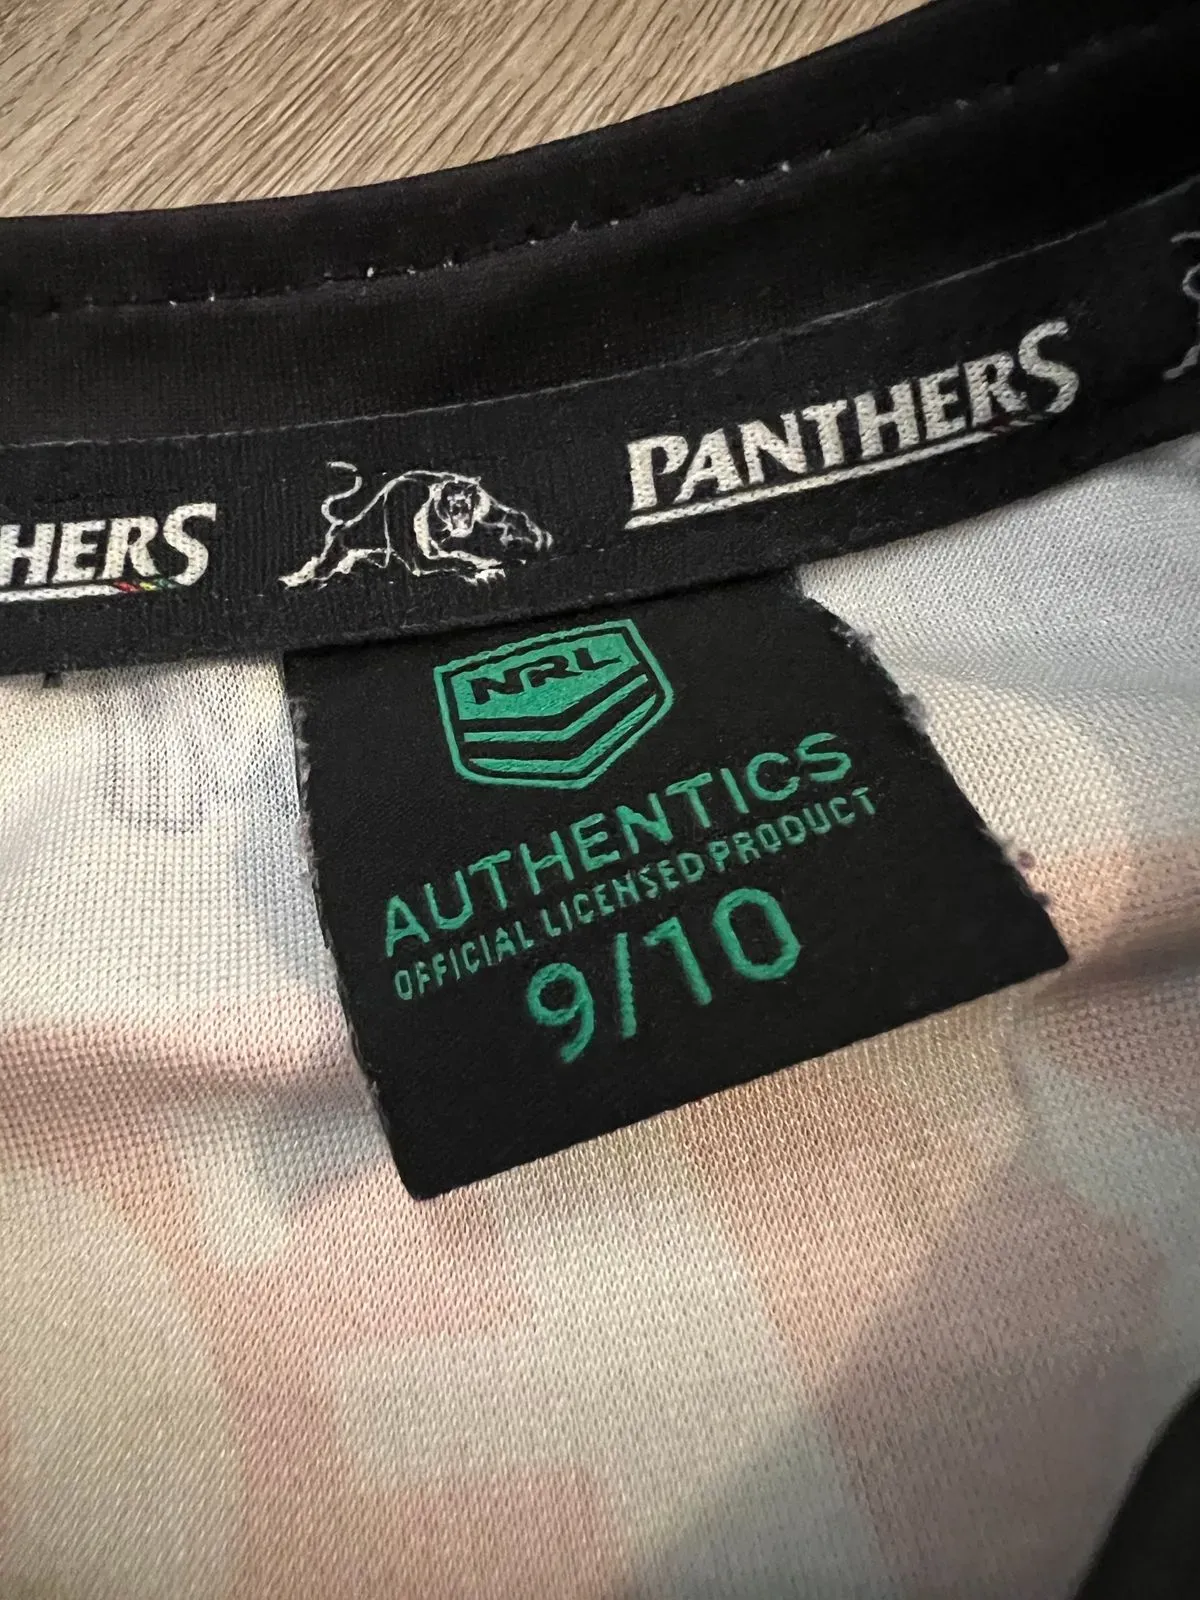 HERS
PANTHERS
NRL
AUTHENTICS
OFFICIAL LICENSED PRODUCT
9/10